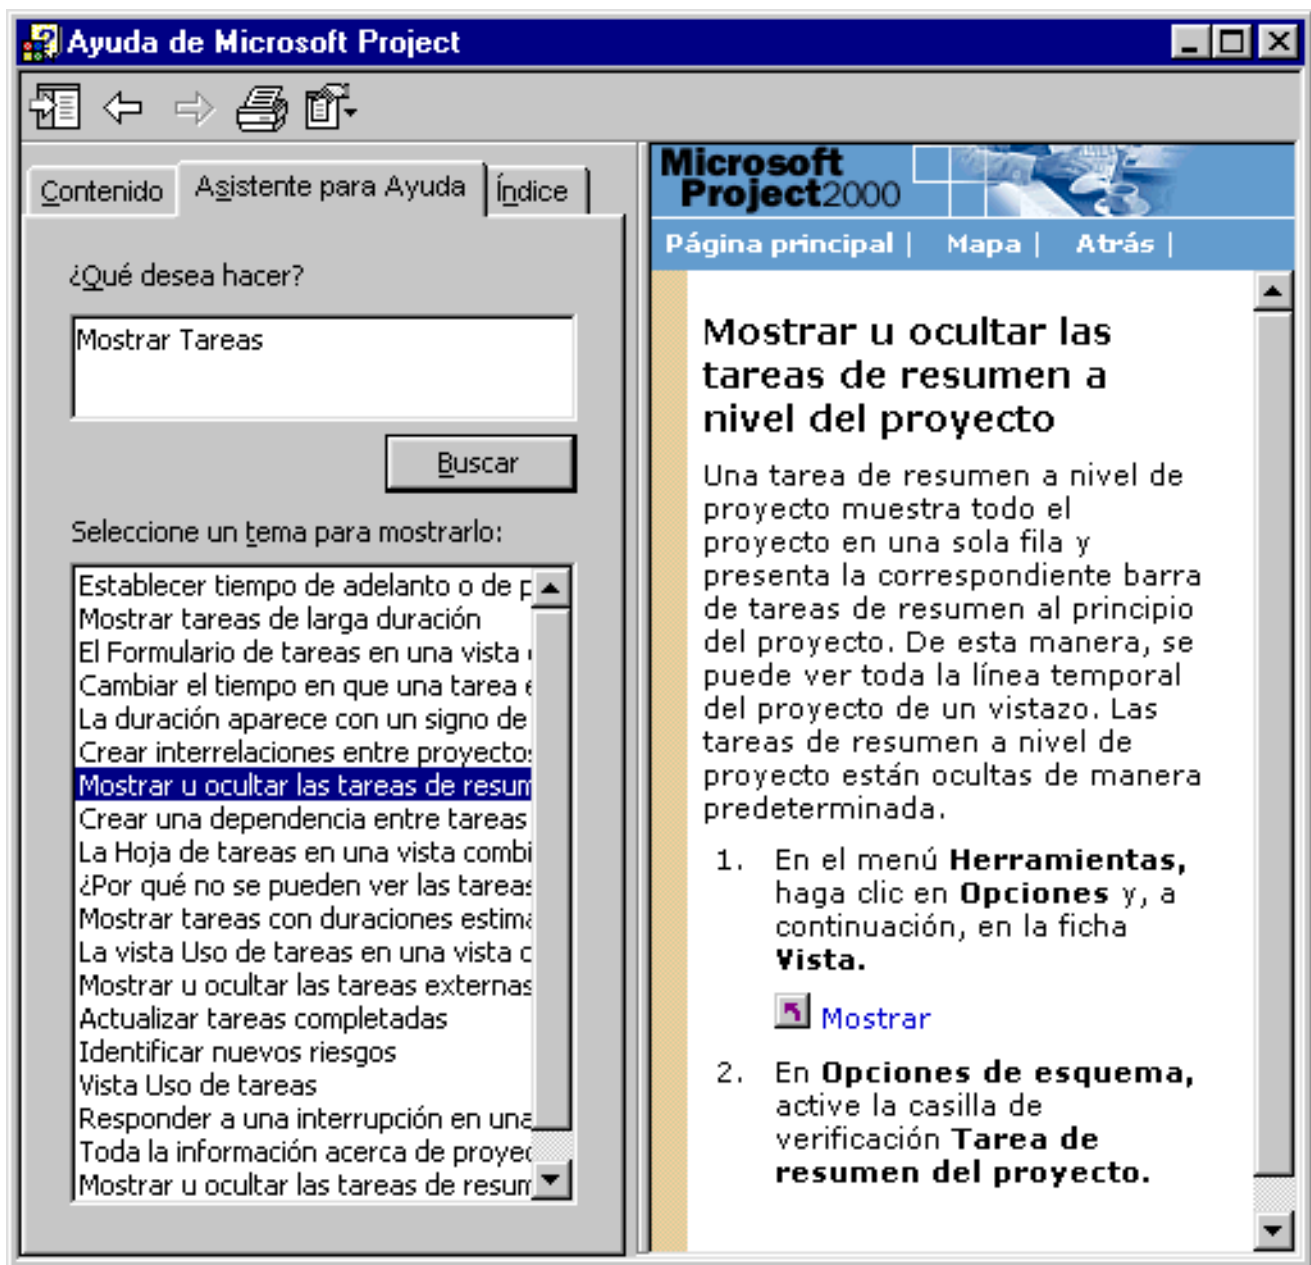 Ayuda de Microsoft Project
Contenido
Asistente para Ayuda
Índice
¿Qué desea hacer?
Mostrar Tareas
Buscar
Seleccione un tema para mostrarlo:
Establecer tiempo de adelanto o de p
Mostrar tareas de larga duración
El Formulario de tareas en una vista
Cambiar el tiempo en que una tarea e
La duración aparece con un signo de
Crear interrelaciones entre proyectos
Mostrar u ocultar las tareas de resum
Crear una dependencia entre tareas
La Hoja de tareas en una vista combi
¿Por qué no se pueden ver las tareas
Mostrar tareas con duraciones estima
La vista Uso de tareas en una vista c
Mostrar u ocultar las tareas externas
Actualizar tareas completadas
Identificar nuevos riesgos
Vista Uso de tareas
Responder a una interrupción en una
Toda la información acerca de proyec
Mostrar u ocultar las tareas de resum
Microsoft
Project2000
Página principal | Mapa | Atrás |
Mostrar u ocultar las
tareas de resumen a
nivel del proyecto
Una tarea de resumen a nivel de
proyecto muestra todo el
proyecto en una sola fila y
presenta la correspondiente barra
de tareas de resumen al principio
del proyecto. De esta manera, se
puede ver toda la línea temporal
del proyecto de un vistazo. Las
tareas de resumen a nivel de
proyecto están ocultas de manera
predeterminada.
1. En el menú Herramientas,
haga clic en Opciones y, a
continuación, en la ficha
Vista.
Mostrar
2. En Opciones de esquema,
active la casilla de
verificación Tarea de
resumen del proyecto.